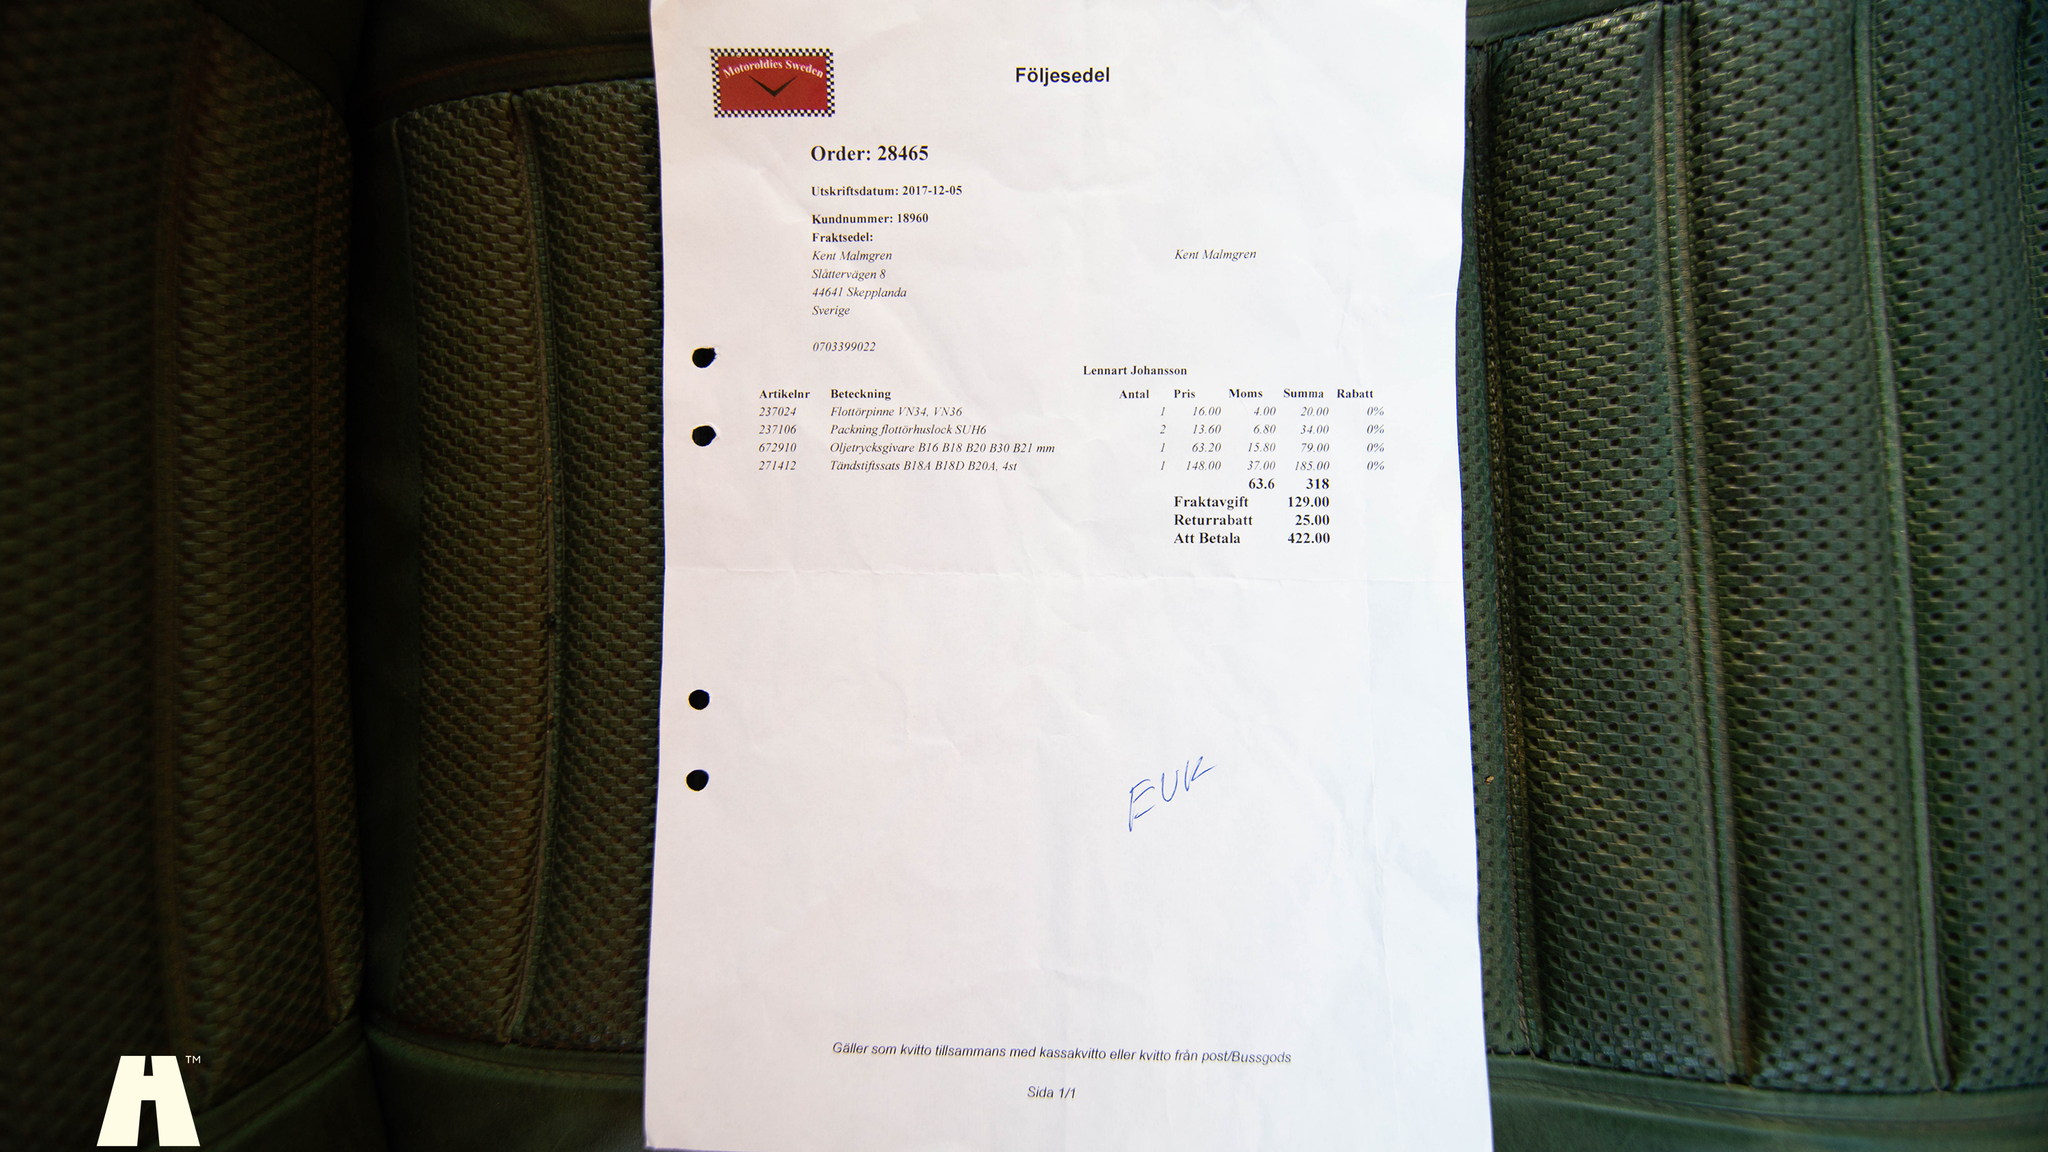 Motoroldies Sweden
Följesedel
Order: 28465
Utskriftsdatum: 2017-12-05
Kundnummer: 18960
Fraktsedel:
Kent Malmgren Kent Malmgren
Slåttervägen 8
44641 Skepplanda
Sverige
0703399022
Lennart Johansson
Artikelnr Beteckning Antal Pris Moms Summa Rabatt
237024 Flottörpinne VN34, VN36 1 16.00 4.00 20.00 0%
237106 Packning flottörhuslock SUH6 2 13.60 6.80 34.00 0%
672910 Oljetrycksgivare B16 B18 B20 B30 B21 mm 1 63.20 15.80 79.00 0%
271412 Tändstiftssats B18A B18D B20A, 4st 1 148.00 37.00 185.00 0%
63.6 318
Fraktavgift 129.00
Returrabatt 25.00
Att Betala 422.00
EUK
Gäller som kvitto tillsammans med kassakvitto eller kvitto från post/Bussgods
Sida 1/1
H™